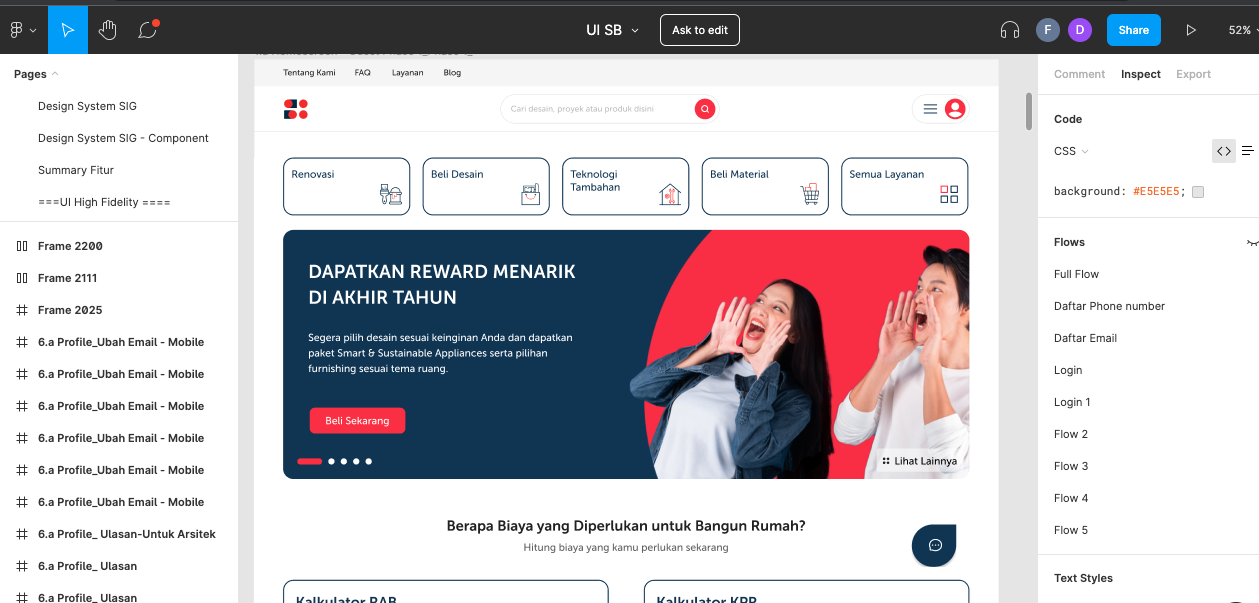 UI SB
Ask to edit
F
D
Share
52%
Pages
Design System SIG
Design System SIG - Component
Summary Fitur
===UI High Fidelity ====
Frame 2200
Frame 2111
Frame 2025
6.a Profile_Ubah Email - Mobile
6.a Profile_Ubah Email - Mobile
6.a Profile_Ubah Email - Mobile
6.a Profile_Ubah Email - Mobile
6.a Profile_Ubah Email - Mobile
6.a Profile_Ubah Email - Mobile
6.a Profile_ Ulasan-Untuk Arsitek
6.a Profile_ Ulasan
6.a Profile_ Ulasan
Tentang Kami
FAQ
Layanan
Blog
Cari desain, proyek atau produk disini
Renovasi
Beli Desain
Teknologi
Tambahan
Beli Material
Semua Layanan
DAPATKAN REWARD MENARIK
DI AKHIR TAHUN
Segera pilih desain sesuai keinginan Anda dan dapatkan
paket Smart & Sustainable Appliances serta pilihan
furnishing sesuai tema ruang.
Beli Sekarang
Lihat Lainnya
Berapa Biaya yang Diperlukan untuk Bangun Rumah?
Hitung biaya yang kamu perlukan sekarang
Kalkulator RAB
Kalkulator KPR
Comment
Inspect
Export
Code
CSS
background: #E5E5E5;
Flows
Full Flow
Daftar Phone number
Daftar Email
Login
Login 1
Flow 2
Flow 3
Flow 4
Flow 5
Text Styles